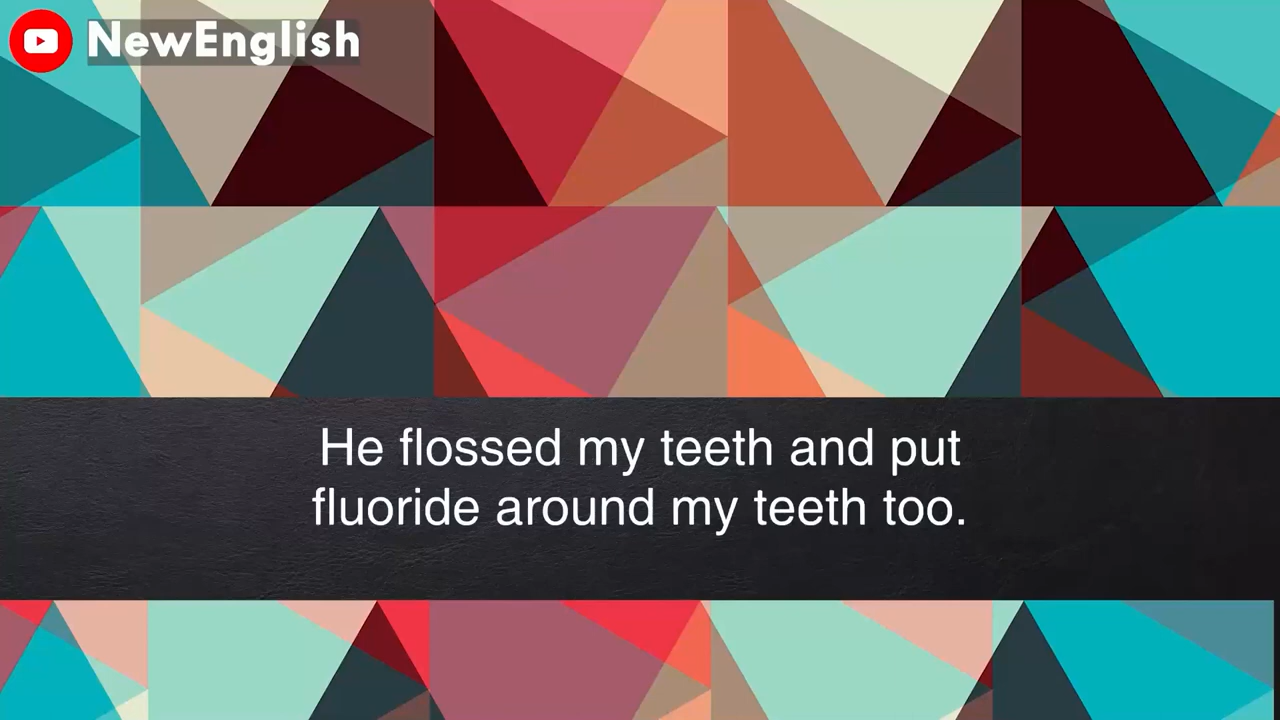 NewEnglish
He flossed my teeth and put
fluoride around my teeth too.